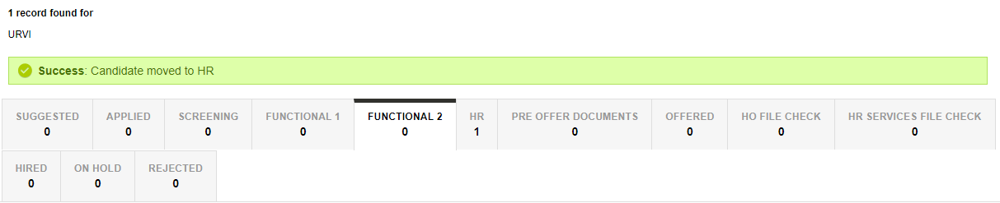 1 record found for
URVI
Success: Candidate moved to HR
SUGGESTED APPLIED SCREENING FUNCTIONAL 1 FUNCTIONAL 2 HR PRE OFFER DOCUMENTS OFFERED HO FILE CHECK HR SERVICES FILE CHECK
0 0 0 0 0 1 0 0 0 0
HIRED ON HOLD REJECTED
0 0 0